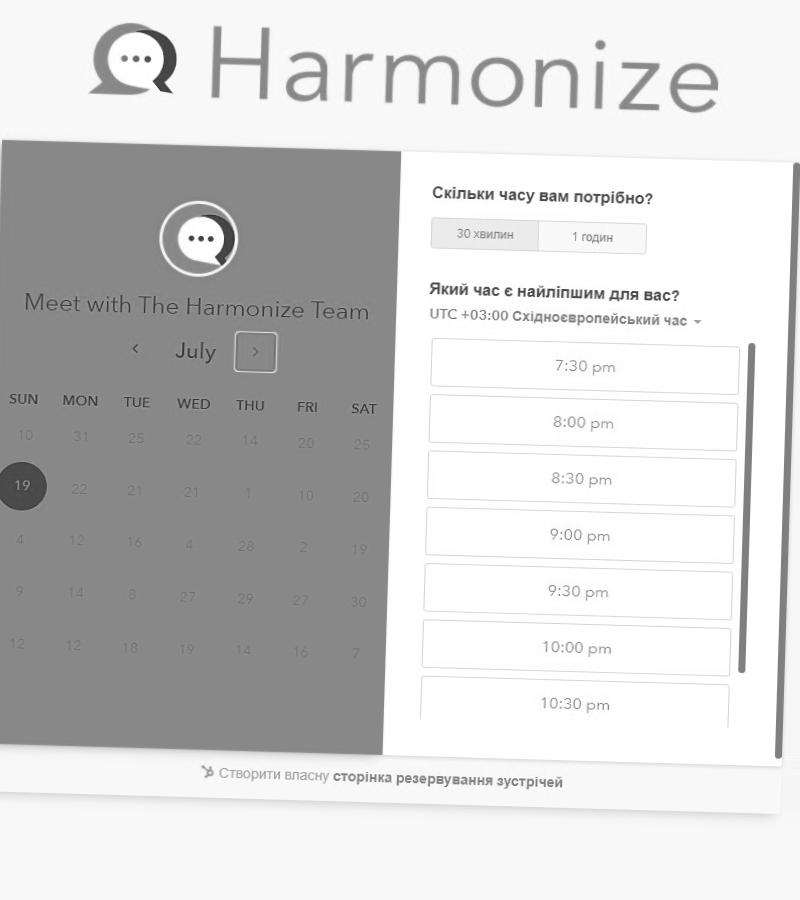 Harmonize
Meet with The Harmonize Team
July
SUN MON TUE WED THU FRI SAT
10 31 25 22 14 20 25
19 22 21 21 1 10 20
4 12 16 4 28 2 19
9 14 8 27 29 27 30
12 12 18 19 14 16 7
Скільки часу вам потрібно?
30 хвилин 1 годин
Який час є найліпшим для вас?
UTC +03:00 Східноєвропейський час
7:30 pm
8:00 pm
8:30 pm
9:00 pm
9:30 pm
10:00 pm
10:30 pm
Створити власну сторінка резервування зустрічей